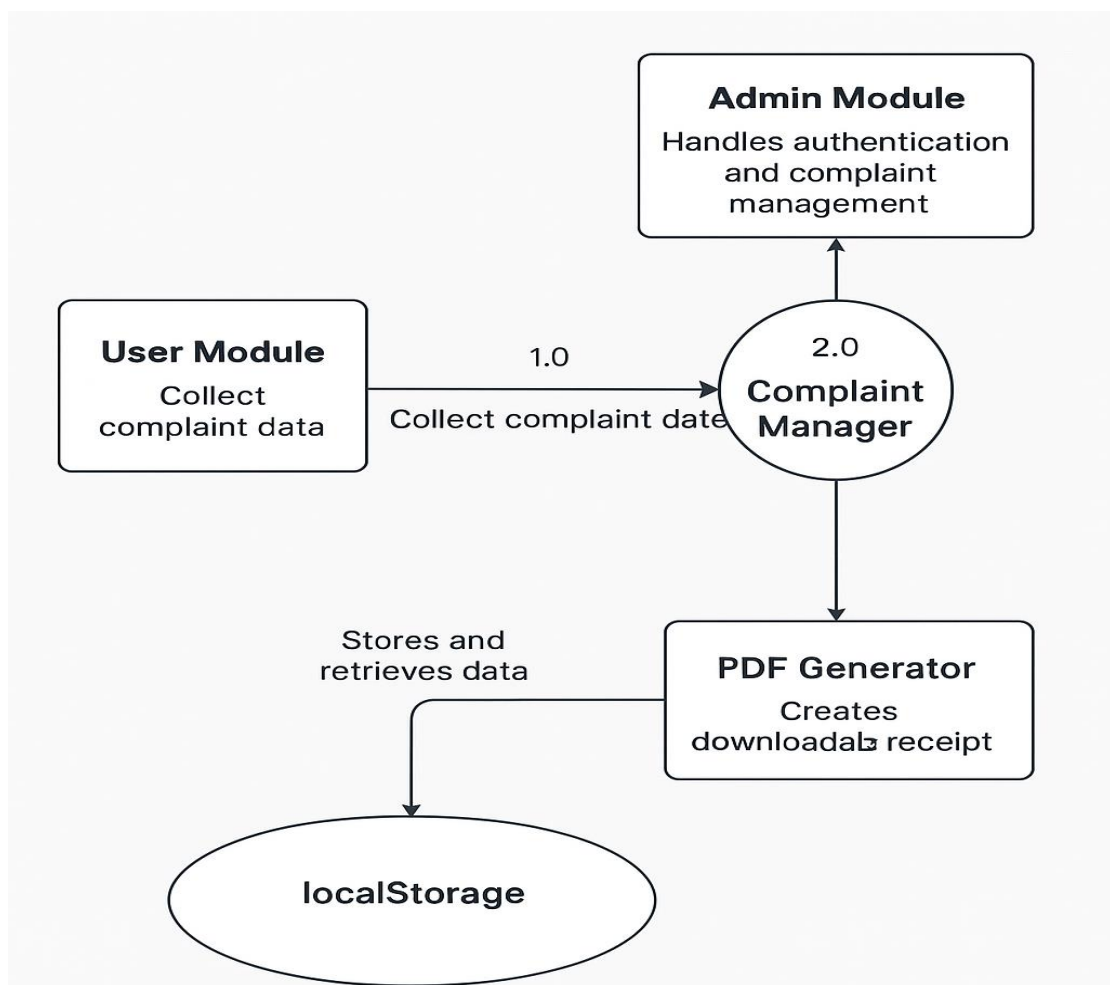 Admin Module
Handles authentication
and complaint
management
User Module
Collect
complaint data
1.0
Collect complaint date
2.0
Complaint
Manager
Stores and
retrieves data
PDF Generator
Creates
receipt
localStorage